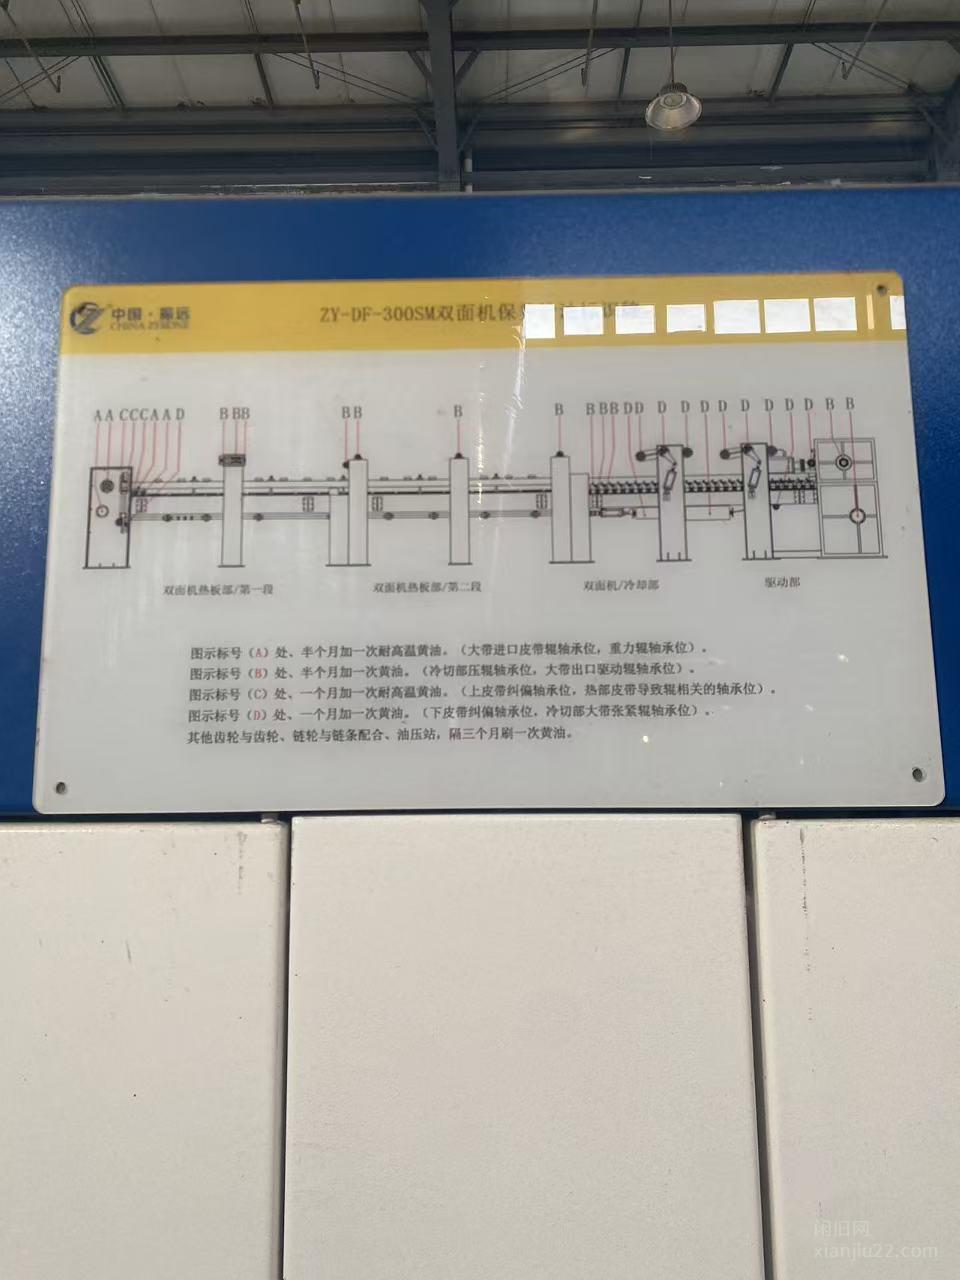 中国·振远
CHINA ZYHONE
ZY-DF-300SM双面机保
A A C C C A A D B B B B B B B B B B D D D D D D D D D D B B
双面机热板部/第一段
双面机热板部/第二段
双面机/冷却部
驱动部
图示标号（A）处、半个月加一次耐高温黄油。（大带进口皮带辊轴承位，重力辊轴承位）。
图示标号（B）处、半个月加一次黄油。（冷切部压辊轴承位，大带出口驱动辊轴承位）。
图示标号（C）处、一个月加一次耐高温黄油。（上皮带纠偏轴承位，热部皮带导致辊相关的轴承位）。
图示标号（D）处、一个月加一次黄油。（下皮带纠偏轴承位，冷切部大带张紧辊轴承位）。
其他齿轮与齿轮、链轮与链条配合、油压站，隔三个月刷一次黄油。
闲旧网
xianjiu22.com